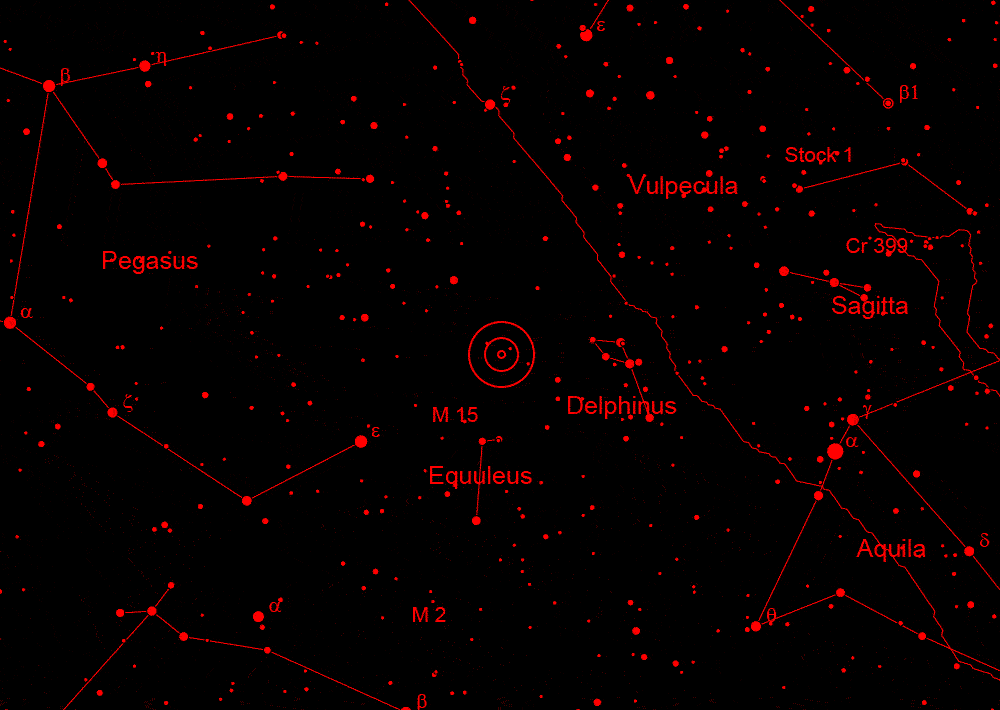 ε
η
β
β1
ζ
Stock 1
Vulpecula
Cr 399
Pegasus
Sagitta
α
ζ
Delphinus
γ
M 15
ε
α
Equuleus
δ
Aquila
α
M 2
θ
β